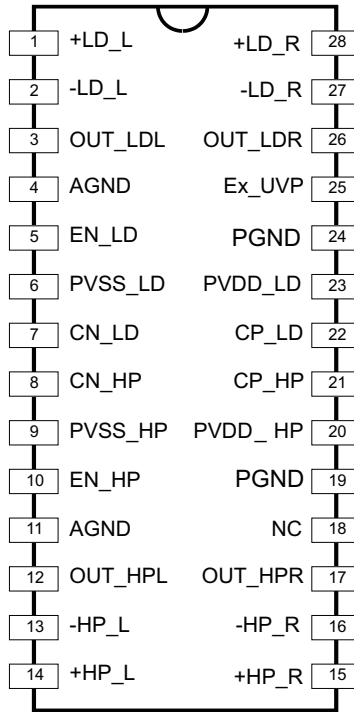 1 +LD_L +LD_R 28
2 -LD_L -LD_R 27
3 OUT_LDL OUT_LDR 26
4 AGND Ex_UVP 25
5 EN_LD PGND 24
6 PVSS_LD PVDD_LD 23
7 CN_LD CP_LD 22
8 CN_HP CP_HP 21
9 PVSS_HP PVDD_ HP 20
10 EN_HP PGND 19
11 AGND NC 18
12 OUT_HPL OUT_HPR 17
13 -HP_L -HP_R 16
14 +HP_L +HP_R 15